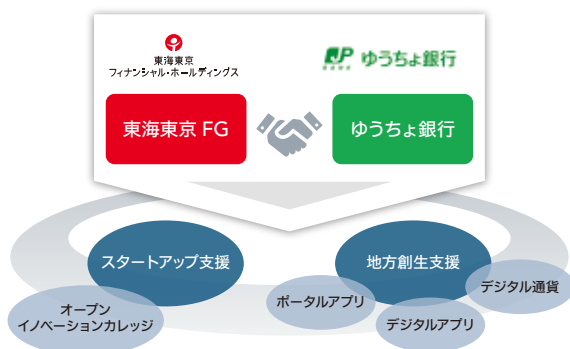 東海東京
フィナンシャル・ホールディングス
JP
BANK
ゆうちょ銀行
東海東京 FG
ゆうちょ銀行
スタートアップ支援
地方創生支援
オープン
イノベーションカレッジ
ポータルアプリ
デジタルアプリ
デジタル通貨